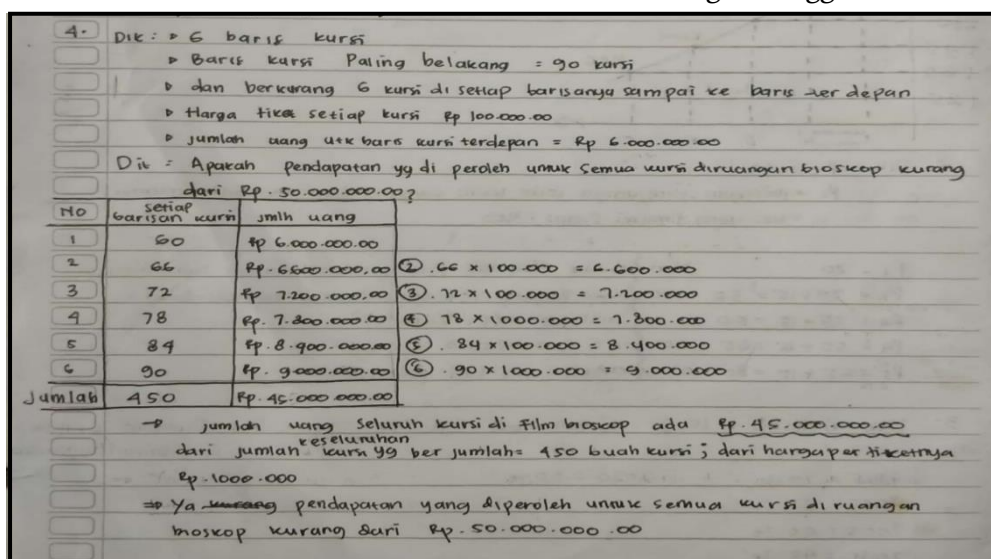 4. Dik : ▷ 6 baris kursi
▷ Baris kursi Paling belakang = 90 kursi
▷ dan berkurang 6 kursi di setiap barisanya sampai ke baris ter depan
▷ Harga tiket setiap kursi Rp 100.000.00
▷ jumlah uang utk baris kursi terdepan = Rp 6.000.000.00
Dit = Apakah pendapatan yg di peroleh untuk semua kursi diruangan bioskop kurang
dari Rp. 50.000.000.00?
No setiap barisan kursi jmlh uang
1 60 Rp 6.000.000.00
2 66 Rp. 6600.000,00 ②. 66 x 100.000 = 6.600.000
3 72 Rp 7.200.000,00 ③. 72 x 100.000 = 7.200.000
4 78 Rp. 7.800.000.00 ④ 78 x 1000.000 = 7.800.000
5 84 Rp. 8.400.000.00 ⑤. 84 x 100.000 = 8.400.000
6 90 Rp. 9.000.000.00 ⑥. 90 x 1000.000 = 9.000.000
Jumlah 450 Rp. 45.000.000.00
→ jumlah uang seluruh kursi di Film bioskop ada Rp. 45.000.000.00
dari jumlah keseluruhan kursi yg ber jumlah= 450 buah kursi ; dari harga per ticketnya
Rp. 1000.000
⇒ Ya pendapatan yang diperoleh untuk semua kursi di ruangan
bioskop kurang dari Rp. 50.000.000.00